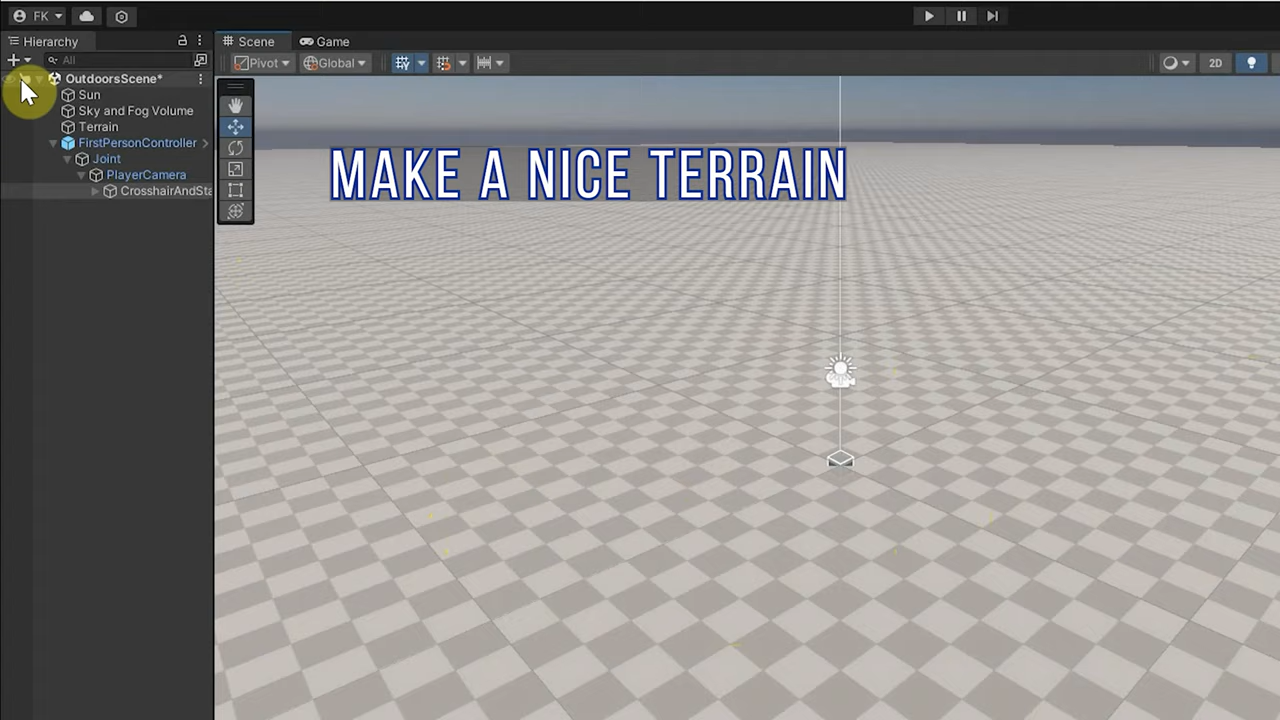 FK
Hierarchy
Scene
Game
All
Pivot
Global
2D
OutdoorsScene*
Sun
Sky and Fog Volume
Terrain
FirstPersonController
Joint
PlayerCamera
CrosshairAndSta
MAKE A NICE TERRAIN